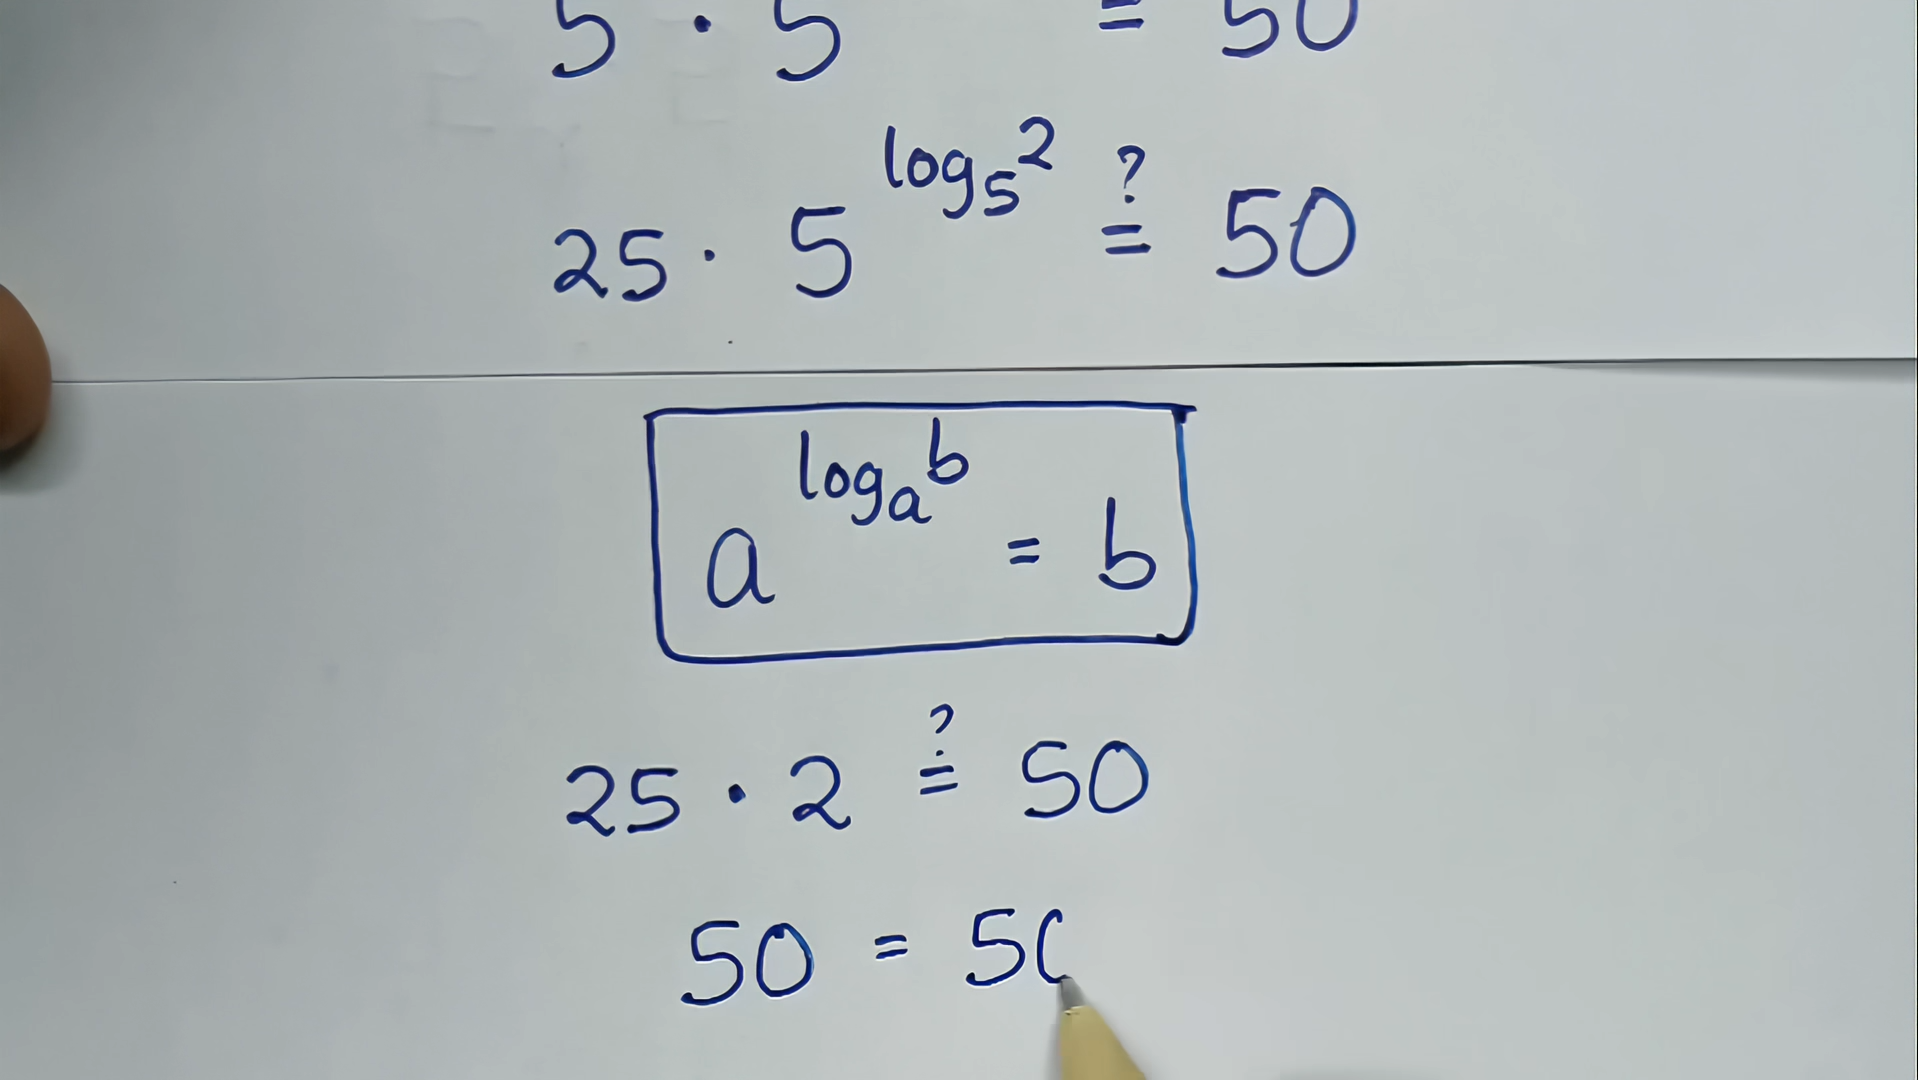 5 · 5 = 50
25 · 5^log₅2 ≟ 50
a^logₐb = b
25 · 2 ≟ 50
50 = 50